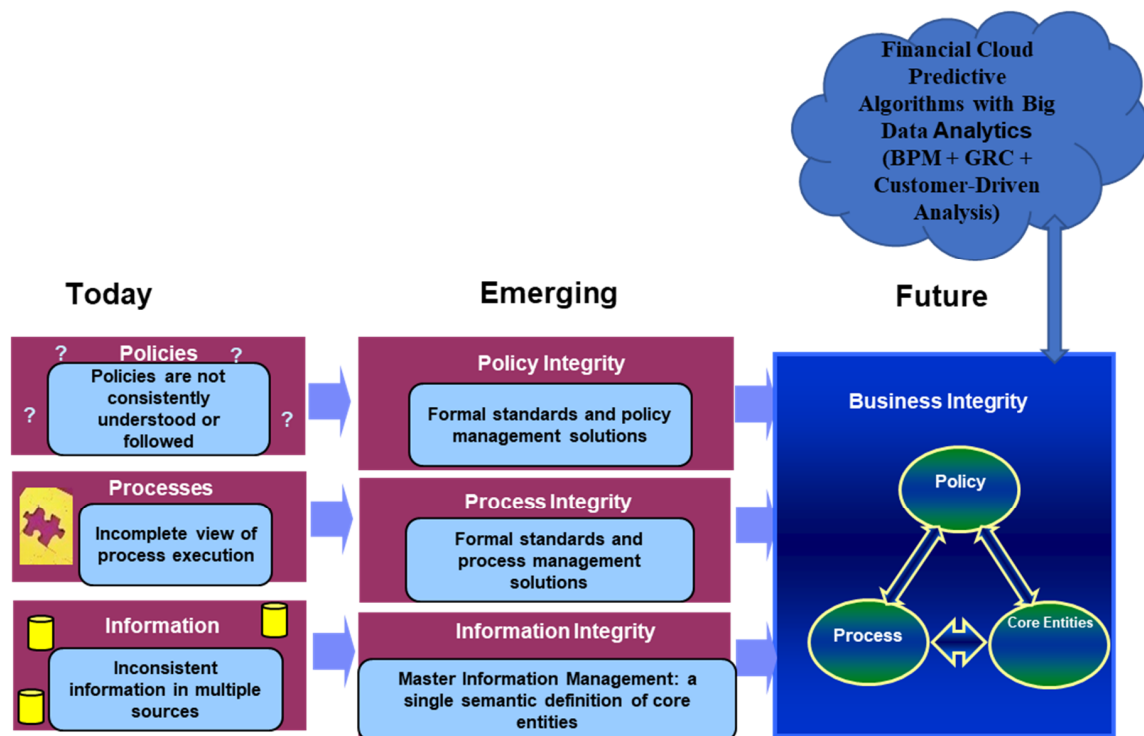 Financial Cloud
Predictive
Algorithms with Big
Data Analytics
(BPM + GRC +
Customer-Driven
Analysis)
Today
Emerging
Future
? Policies ?
Policies are not
consistently
understood or
followed
?
?
Policy Integrity
Formal standards and policy
management solutions
Processes
Incomplete view of
process execution
Process Integrity
Formal standards and
process management
solutions
Information
Inconsistent
information in multiple
sources
Information Integrity
Master Information Management: a
single semantic definition of core
entities
Business Integrity
Policy
Process
Core Entities